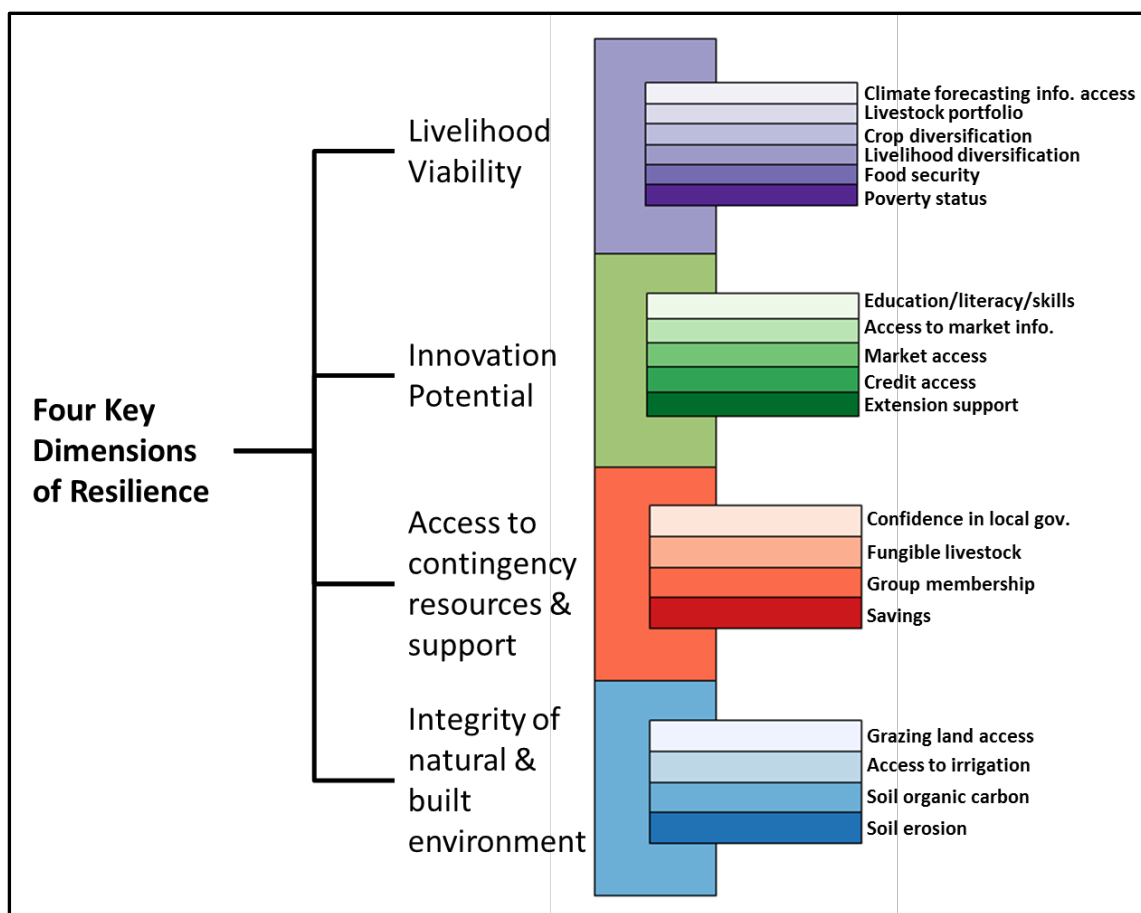 Four Key
Dimensions
of Resilience
Livelihood
Viability
Climate forecasting info. access
Livestock portfolio
Crop diversification
Livelihood diversification
Food security
Poverty status
Innovation
Potential
Education/literacy/skills
Access to market info.
Market access
Credit access
Extension support
Access to
contingency
resources &
support
Confidence in local gov.
Fungible livestock
Group membership
Savings
Integrity of
natural &
built
environment
Grazing land access
Access to irrigation
Soil organic carbon
Soil erosion